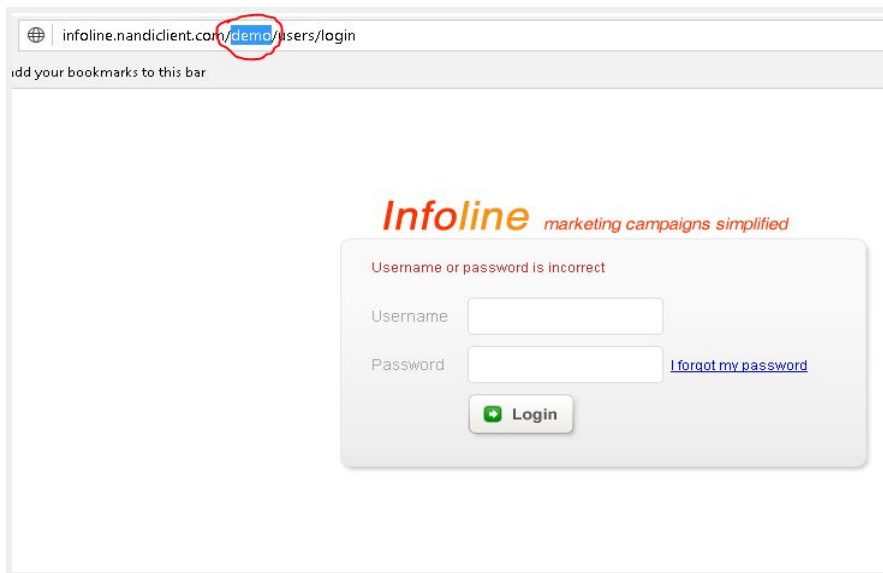 infoline.nandiclient.com/demo/users/login
dd your bookmarks to this bar
Infoline marketing campaigns simplified
Username or password is incorrect
Username
Password I forgot my password
Login